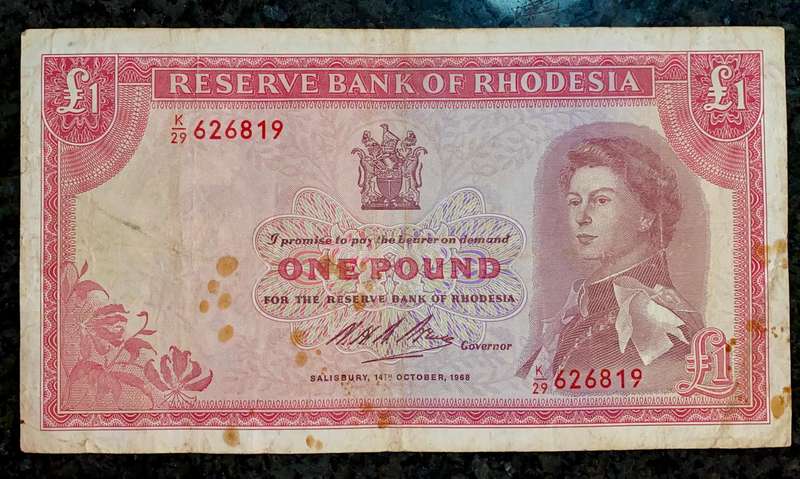 £1 RESERVE BANK OF RHODESIA £1
K/29 626819
I promise to pay the bearer on demand
ONE POUND
FOR THE RESERVE BANK OF RHODESIA
Governor
K/29 626819 £1
SALISBURY, 14TH OCTOBER, 1968